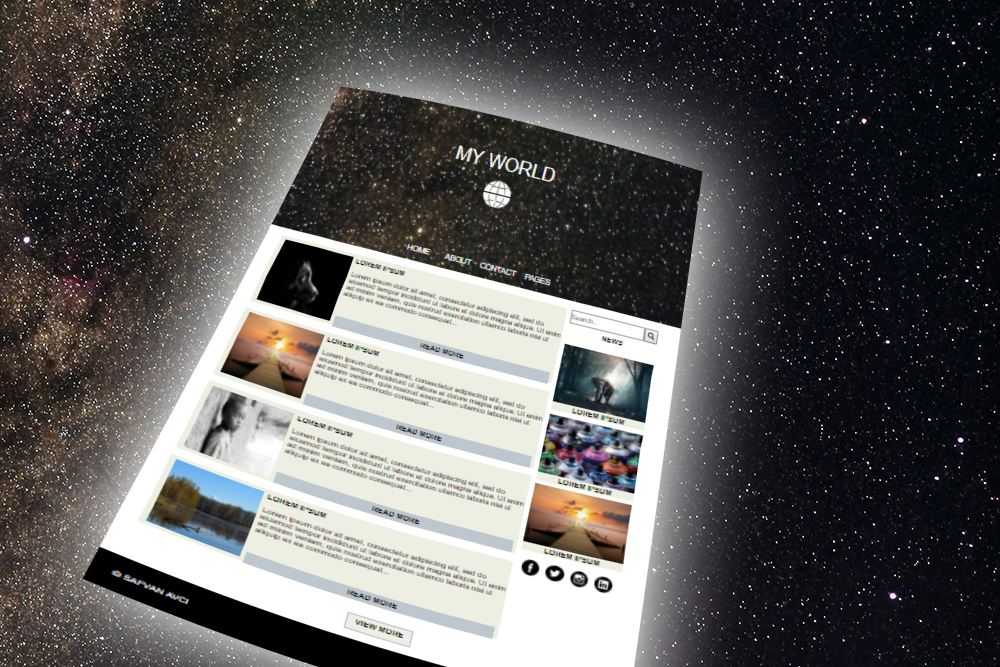 MY WORLD
HOME ABOUT CONTACT PAGES
LOREM IPSUM
Lorem ipsum dolor sit amet, consectetur adipiscing elit, sed do
eiusmod tempor incididunt ut labore et dolore magna aliqua. Ut enim
ad minim veniam, quis nostrud exercitation ullamco laboris nisi ut
aliquip ex ea commodo consequat...
READ MORE
LOREM IPSUM
Lorem ipsum dolor sit amet, consectetur adipiscing elit, sed do
eiusmod tempor incididunt ut labore et dolore magna aliqua. Ut enim
ad minim veniam, quis nostrud exercitation ullamco laboris nisi ut
aliquip ex ea commodo consequat...
READ MORE
LOREM IPSUM
Lorem ipsum dolor sit amet, consectetur adipiscing elit, sed do
eiusmod tempor incididunt ut labore et dolore magna aliqua. Ut enim
ad minim veniam, quis nostrud exercitation ullamco laboris nisi ut
aliquip ex ea commodo consequat...
READ MORE
LOREM IPSUM
Lorem ipsum dolor sit amet, consectetur adipiscing elit, sed do
eiusmod tempor incididunt ut labore et dolore magna aliqua. Ut enim
ad minim veniam, quis nostrud exercitation ullamco laboris nisi ut
aliquip ex ea commodo consequat...
READ MORE
VIEW MORE
Search..
NEWS
LOREM IPSUM
LOREM IPSUM
LOREM IPSUM
© SAFVAN AVCI